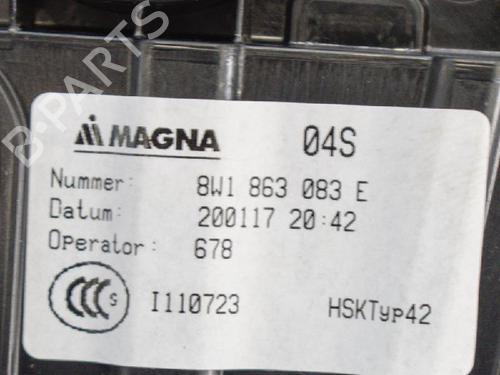 B-PARTS
MAGNA 04S
Nummer: 8W1 863 083 E
Datum: 200117 20:42
Operator: 678
CCC S I110723 HSKTyp42